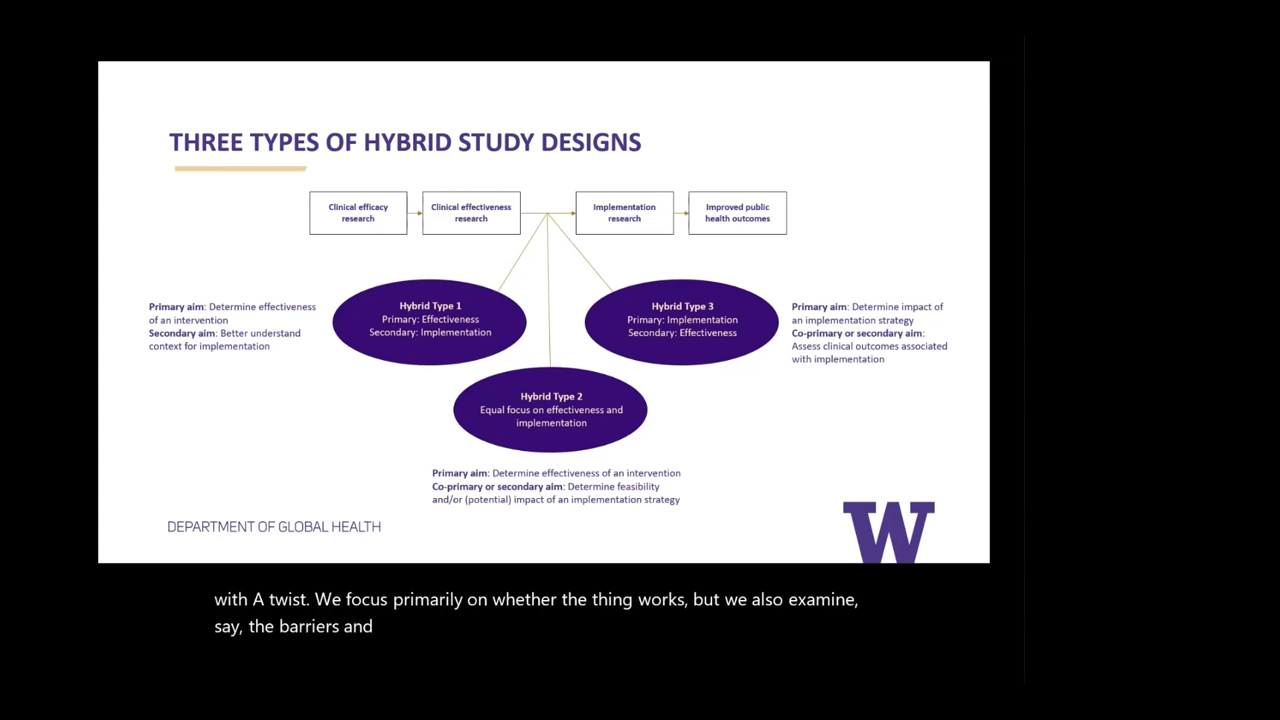 THREE TYPES OF HYBRID STUDY DESIGNS
Clinical efficacy
research
Clinical effectiveness
research
Implementation
research
Improved public
health outcomes
Primary aim: Determine effectiveness
of an intervention
Secondary aim: Better understand
context for implementation
Hybrid Type 1
Primary: Effectiveness
Secondary: Implementation
Hybrid Type 3
Primary: Implementation
Secondary: Effectiveness
Primary aim: Determine impact of
an implementation strategy
Co-primary or secondary aim:
Assess clinical outcomes associated
with implementation
Hybrid Type 2
Equal focus on effectiveness and
implementation
Primary aim: Determine effectiveness of an intervention
Co-primary or secondary aim: Determine feasibility
and/or (potential) impact of an implementation strategy
DEPARTMENT OF GLOBAL HEALTH
W
with A twist. We focus primarily on whether the thing works, but we also examine,
say, the barriers and